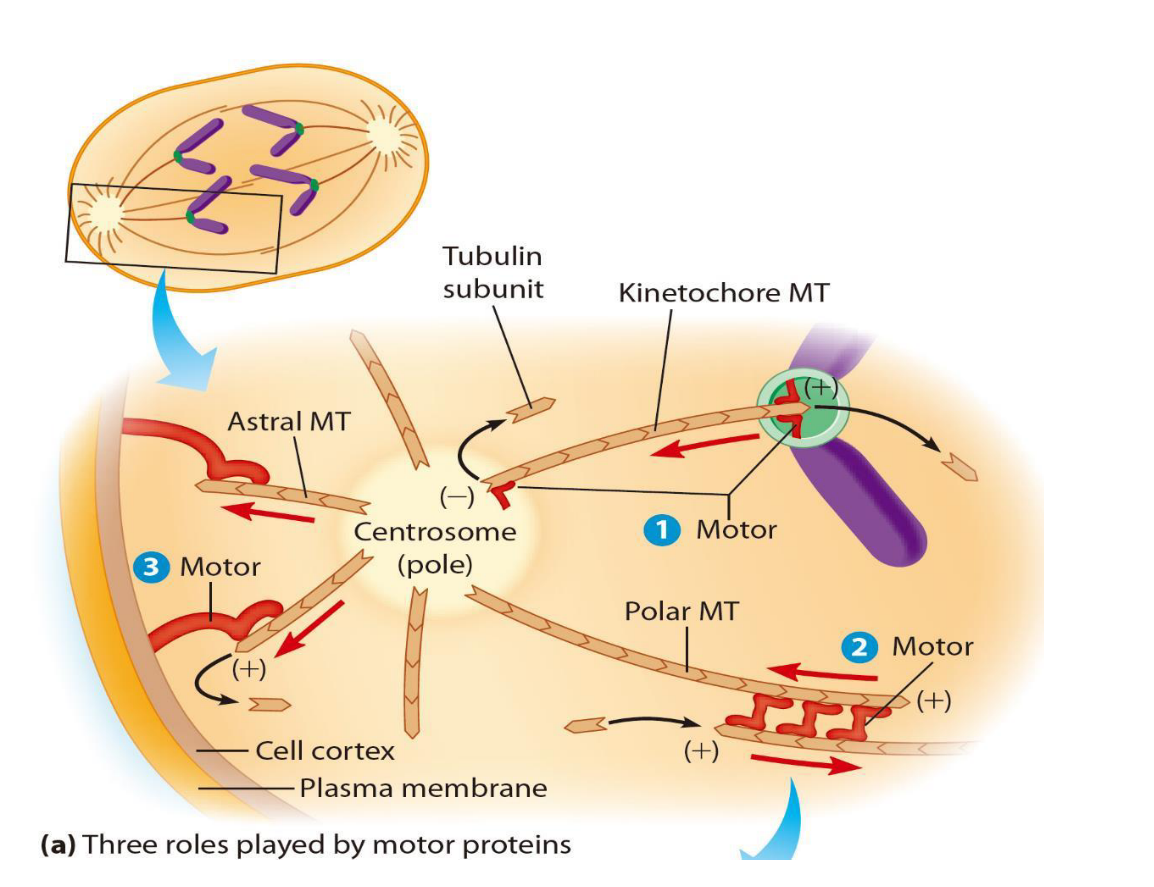 Tubulin
subunit
Kinetochore MT
(+)
Astral MT
(−)
Centrosome
(pole)
1 Motor
3 Motor
Polar MT
2 Motor
(+)
(+)
(+)
Cell cortex
Plasma membrane
(a) Three roles played by motor proteins